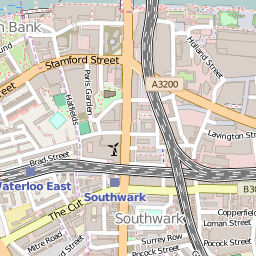 Bank
Stamford Street
Holland Street
Paris Garden
A3200
Hatfields
Lavington Street
Brad Street
Waterloo East
Southwark
The Cut
Southwark
Copperfield
Loman Street
Mitre Road
Surrey Row
Pocock Street
Pocock Street